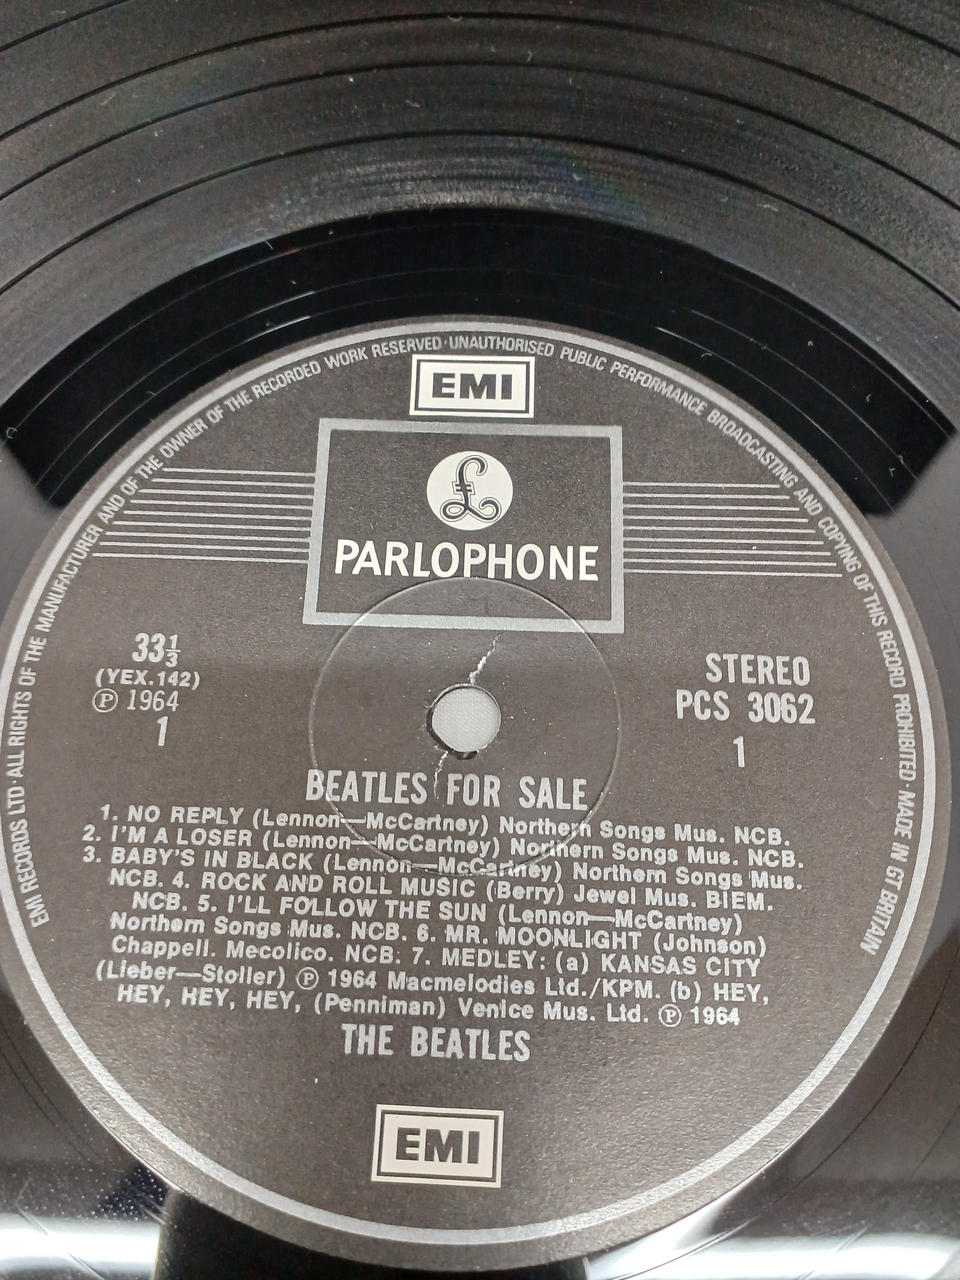 EMI RECORDS LTD · ALL RIGHTS OF THE MANUFACTURER AND OF THE OWNER OF THE RECORDED WORK RESERVED · UNAUTHORISED PUBLIC PERFORMANCE BROADCASTING AND COPYING OF THIS RECORD PROHIBITED · MADE IN GT BRITAIN
EMI
£
PARLOPHONE
33⅓
(YEX.142)
℗ 1964
1
STEREO
PCS 3062
1
BEATLES FOR SALE
1. NO REPLY (Lennon—McCartney) Northern Songs Mus. NCB.
2. I'M A LOSER (Lennon—McCartney) Northern Songs Mus. NCB.
3. BABY'S IN BLACK (Lennon—McCartney) Northern Songs Mus.
NCB. 4. ROCK AND ROLL MUSIC (Berry) Jewel Mus. BIEM.
NCB. 5. I'LL FOLLOW THE SUN (Lennon—McCartney)
Northern Songs Mus. NCB. 6. MR. MOONLIGHT (Johnson)
Chappell. Mecolico. NCB. 7. MEDLEY: (a) KANSAS CITY
(Lieber—Stoller) ℗ 1964 Macmelodies Ltd./KPM. (b) HEY,
HEY, HEY, HEY, (Penniman) Venice Mus. Ltd. ℗ 1964
THE BEATLES
EMI